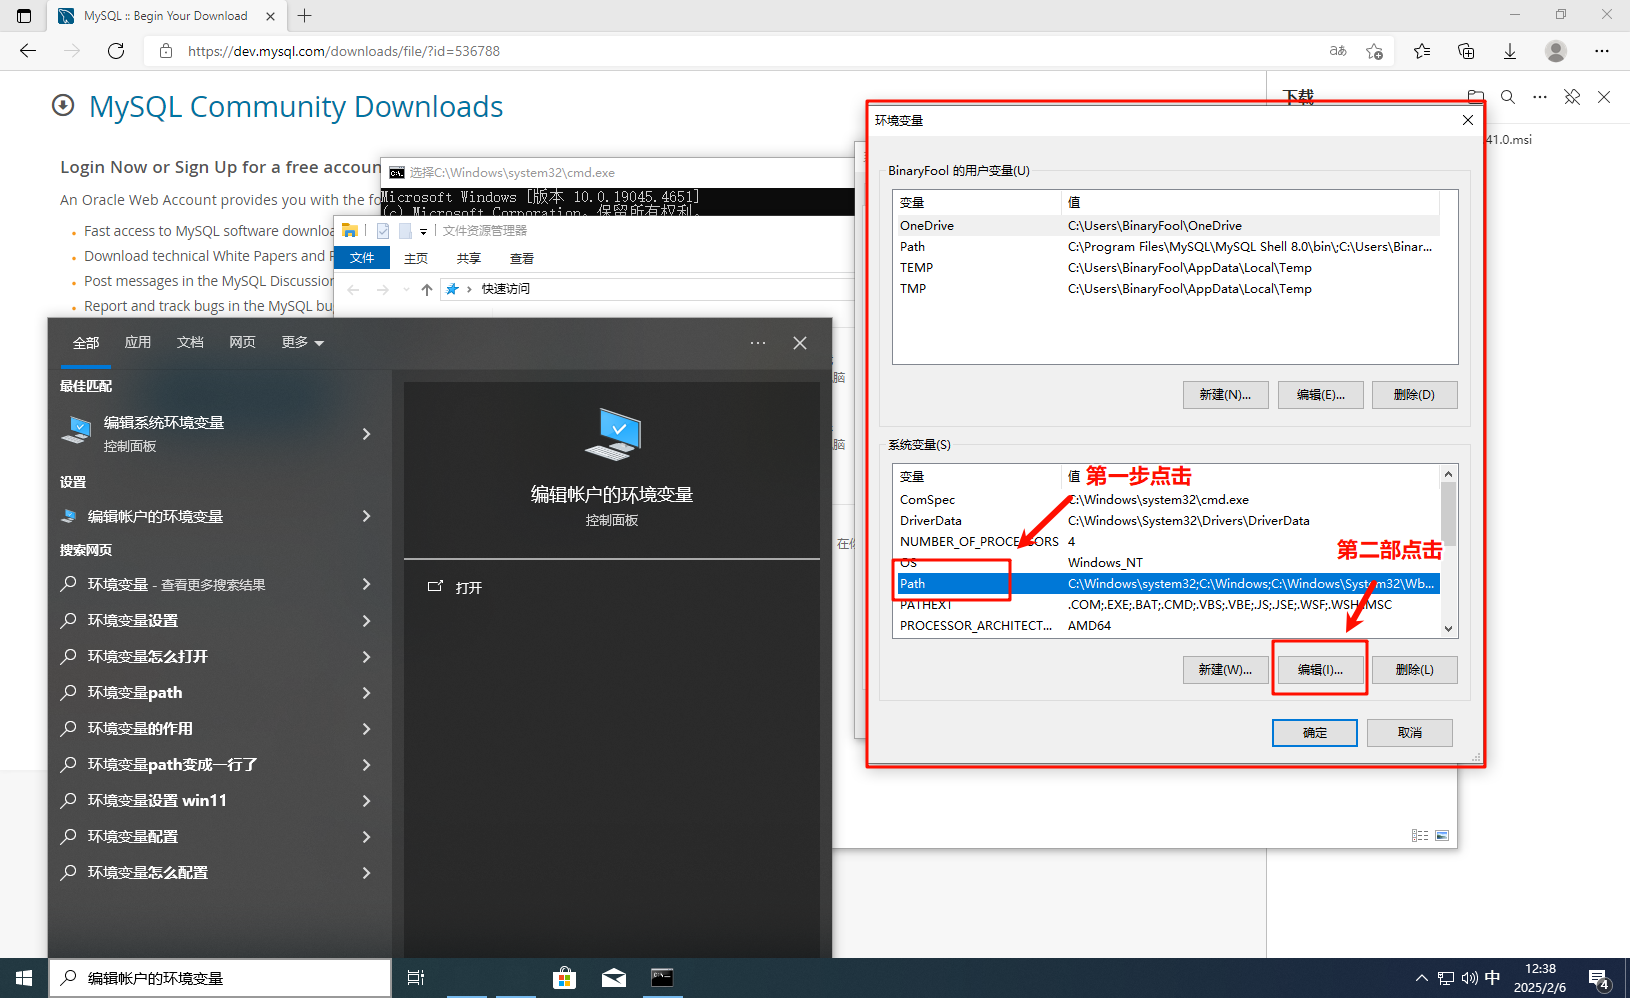 MySQL :: Begin Your Download
https://dev.mysql.com/downloads/file/?id=536788
aあ
MySQL Community Downloads
Login Now or Sign Up for a free accoun
An Oracle Web Account provides you with the fo
Fast access to MySQL software downloa
Download technical White Papers and P
Post messages in the MySQL Discussion
Report and track bugs in the MySQL bu
下载
41.0.msi
选择C:\Windows\system32\cmd.exe
Microsoft Windows [版本 10.0.19045.4651]
(c) Microsoft Corporation。保留所有权利。
文件资源管理器
文件
主页
共享
查看
快速访问
脑
脑
在你
全部
应用
文档
网页
更多
最佳匹配
编辑系统环境变量
控制面板
设置
编辑帐户的环境变量
搜索网页
环境变量 - 查看更多搜索结果
环境变量设置
环境变量怎么打开
环境变量path
环境变量的作用
环境变量path变成一行了
环境变量设置 win11
环境变量配置
环境变量怎么配置
编辑帐户的环境变量
控制面板
打开
环境变量
BinaryFool 的用户变量(U)
变量 值
OneDrive C:\Users\BinaryFool\OneDrive
Path C:\Program Files\MySQL\MySQL Shell 8.0\bin\;C:\Users\Binar...
TEMP C:\Users\BinaryFool\AppData\Local\Temp
TMP C:\Users\BinaryFool\AppData\Local\Temp
新建(N)...
编辑(E)...
删除(D)
系统变量(S)
变量 值
第一步点击
ComSpec C:\Windows\system32\cmd.exe
DriverData C:\Windows\System32\Drivers\DriverData
NUMBER_OF_PROCESSORS 4
第二部点击
OS Windows_NT
Path C:\Windows\system32;C:\Windows;C:\Windows\System32\Wb...
PATHEXT .COM;.EXE;.BAT;.CMD;.VBS;.VBE;.JS;.JSE;.WSF;.WSH;.MSC
PROCESSOR_ARCHITECT... AMD64
新建(W)...
编辑(I)...
删除(L)
确定
取消
编辑帐户的环境变量
中
12:38
2025/2/6
4